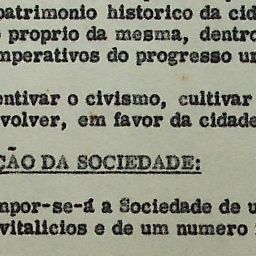 patrimonio historico da cid
proprio da mesma, dentro
mperativos do progresso u
entivar o civismo, cultivar
volver, em favor da cidade
ÇÃO DA SOCIEDADE:
mpor-se-á a Sociedade de u
vitalicios e de um numero